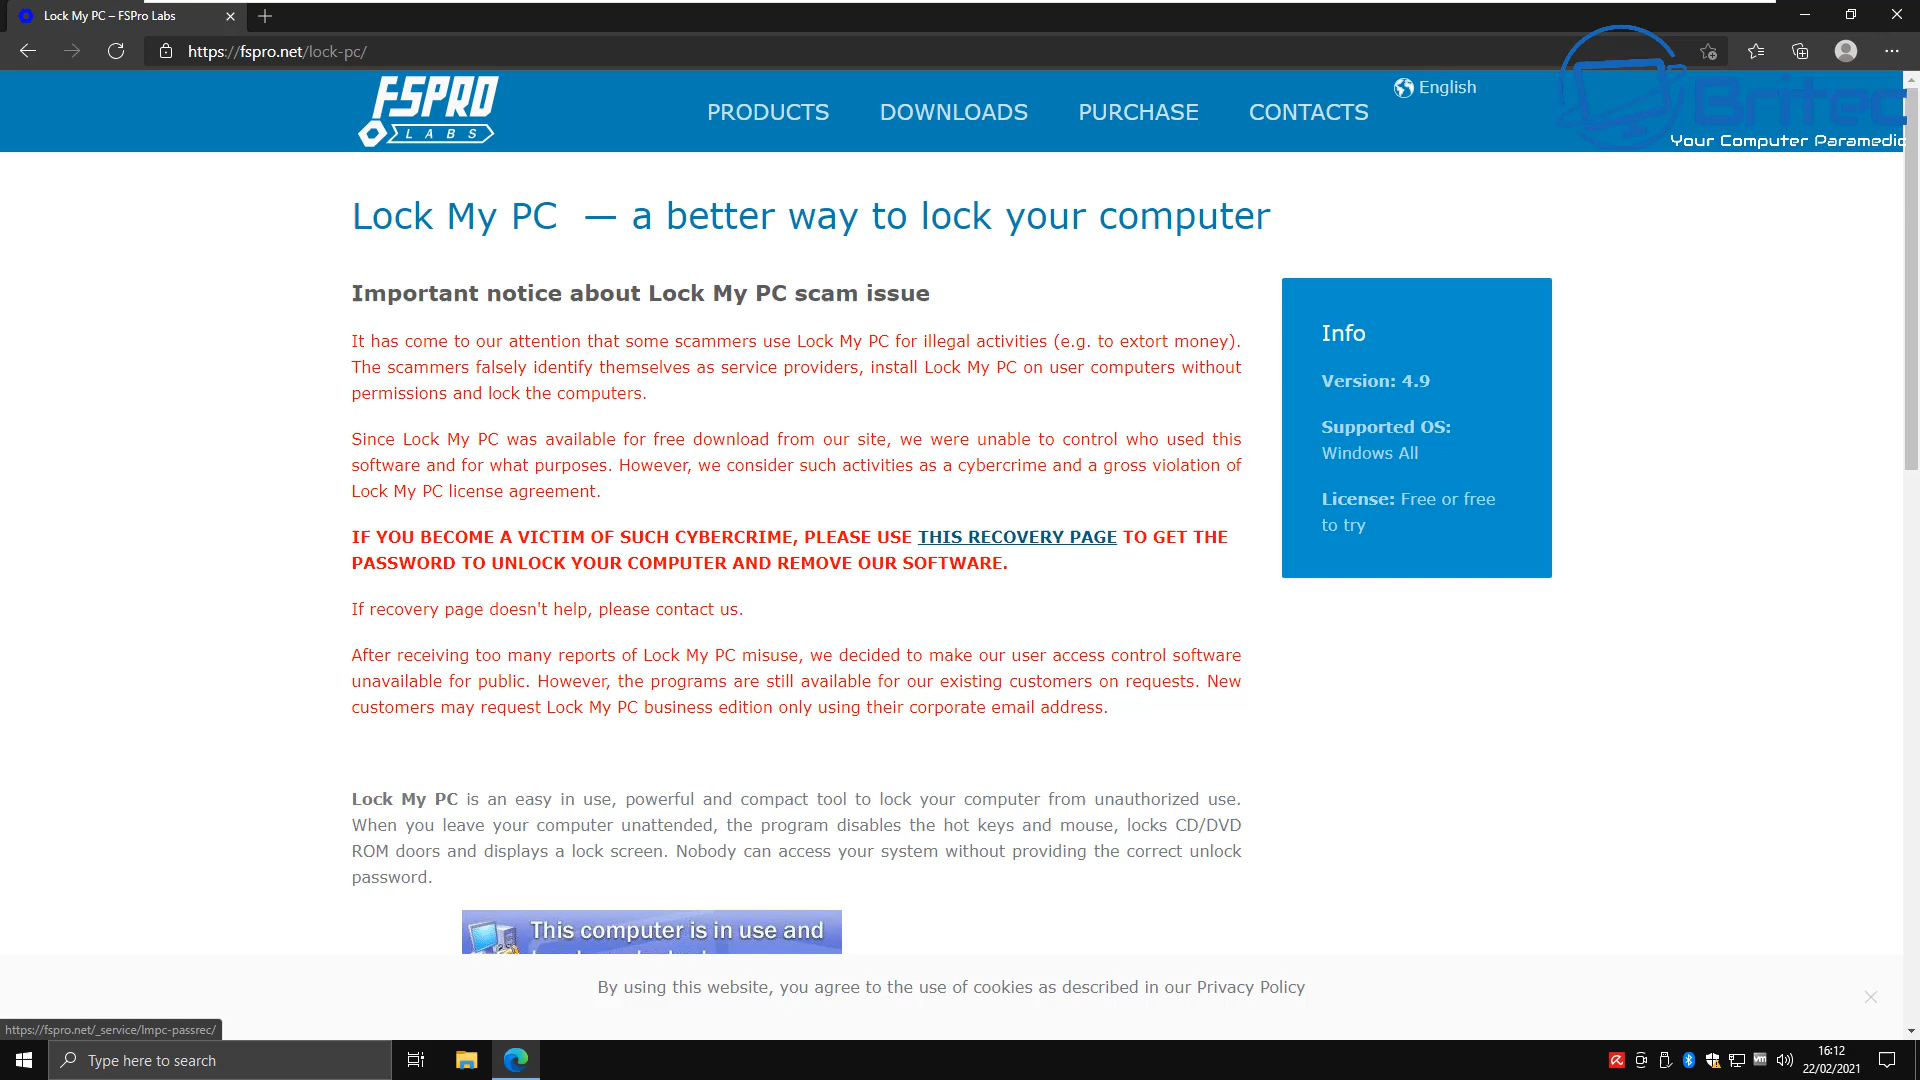 Lock My PC – FSPro Labs
https://fspro.net/lock-pc/
FSPRO
LABS
PRODUCTS
DOWNLOADS
PURCHASE
CONTACTS
English
Britec
Your Computer Paramedic
Lock My PC — a better way to lock your computer
Important notice about Lock My PC scam issue
It has come to our attention that some scammers use Lock My PC for illegal activities (e.g. to extort money).
The scammers falsely identify themselves as service providers, install Lock My PC on user computers without
permissions and lock the computers.
Since Lock My PC was available for free download from our site, we were unable to control who used this
software and for what purposes. However, we consider such activities as a cybercrime and a gross violation of
Lock My PC license agreement.
IF YOU BECOME A VICTIM OF SUCH CYBERCRIME, PLEASE USE THIS RECOVERY PAGE TO GET THE
PASSWORD TO UNLOCK YOUR COMPUTER AND REMOVE OUR SOFTWARE.
If recovery page doesn't help, please contact us.
After receiving too many reports of Lock My PC misuse, we decided to make our user access control software
unavailable for public. However, the programs are still available for our existing customers on requests. New
customers may request Lock My PC business edition only using their corporate email address.
Info
Version: 4.9
Supported OS:
Windows All
License: Free or free
to try
Lock My PC is an easy in use, powerful and compact tool to lock your computer from unauthorized use.
When you leave your computer unattended, the program disables the hot keys and mouse, locks CD/DVD
ROM doors and displays a lock screen. Nobody can access your system without providing the correct unlock
password.
This computer is in use and
By using this website, you agree to the use of cookies as described in our Privacy Policy
https://fspro.net/_service/lmpc-passrec/
Type here to search
16:12
22/02/2021